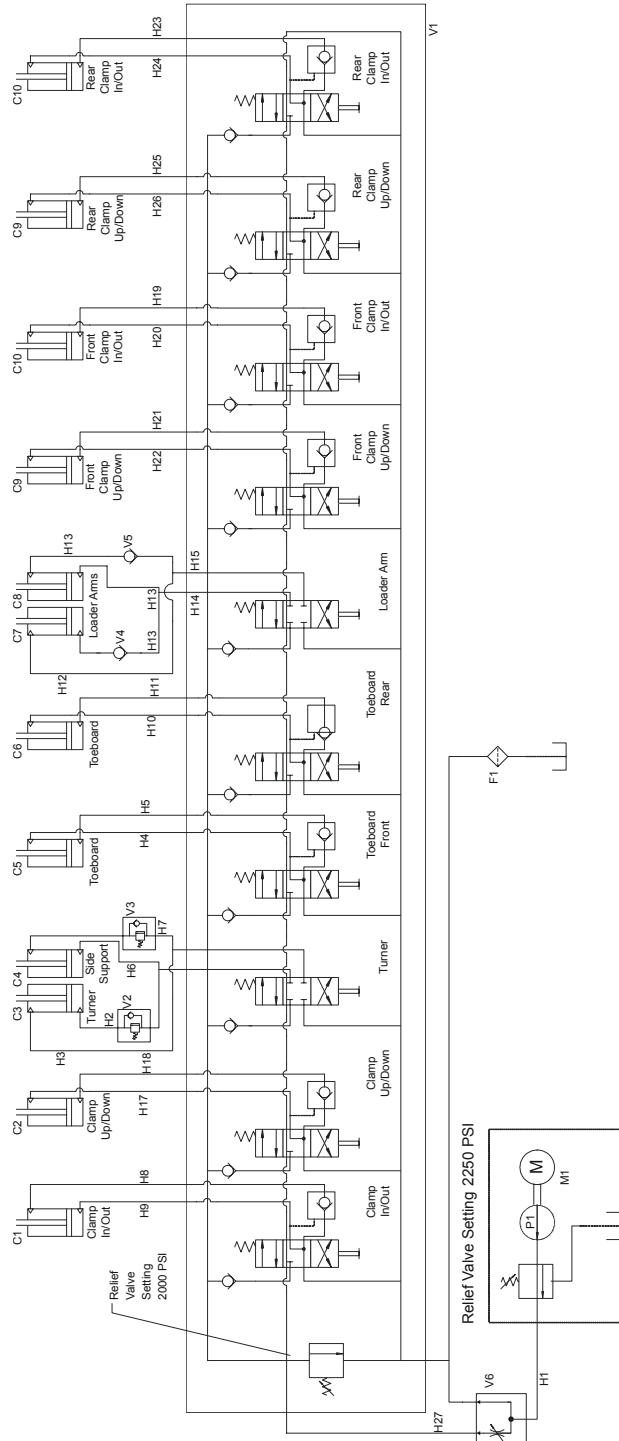 C1
Clamp
In/Out
H8
H9
C2
Clamp
Up/Down
H17
H18
C3
C4
Turner
Side
Support
H3
H2
V2
V3
H6
H7
C5
Toeboard
H5
H4
C6
Toeboard
H11
H10
C7
C8
Loader Arms
H12
V4
H13
H13
H13
V5
H14
H15
C9
Front
Clamp
Up/Down
H21
H22
C10
Front
Clamp
In/Out
H19
H20
C9
Rear
Clamp
Up/Down
H25
H26
C10
Rear
Clamp
In/Out
H23
H24
Relief
Valve
Setting
2000 PSI
Clamp
In/Out
Clamp
Up/Down
Turner
Toeboard
Front
Toeboard
Rear
Loader Arm
Front
Clamp
Up/Down
Front
Clamp
In/Out
Rear
Clamp
Up/Down
Rear
Clamp
In/Out
V1
H27
V6
H1
Relief Valve Setting 2250 PSI
P1
M
M1
F1